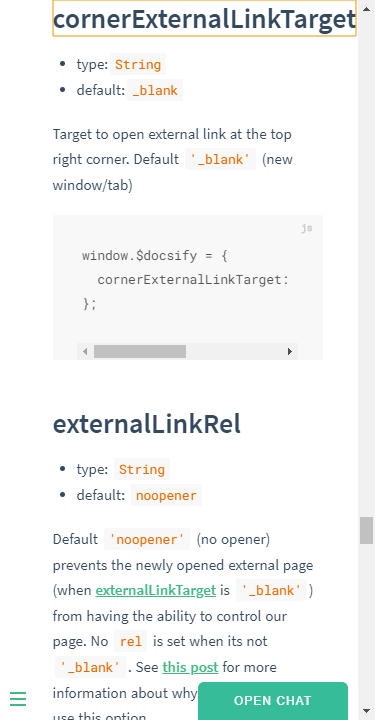 cornerExternalLinkTarget
type: String
default: _blank
Target to open external link at the top
right corner. Default '_blank' (new
window/tab)
js
window.$docsify = {
cornerExternalLinkTarget:
};
externalLinkRel
type: String
default: noopener
Default 'noopener' (no opener)
prevents the newly opened external page
(when externalLinkTarget is '_blank')
from having the ability to control our
page. No rel is set when its not
'_blank'. See this post for more
information about why
OPEN CHAT
use this option